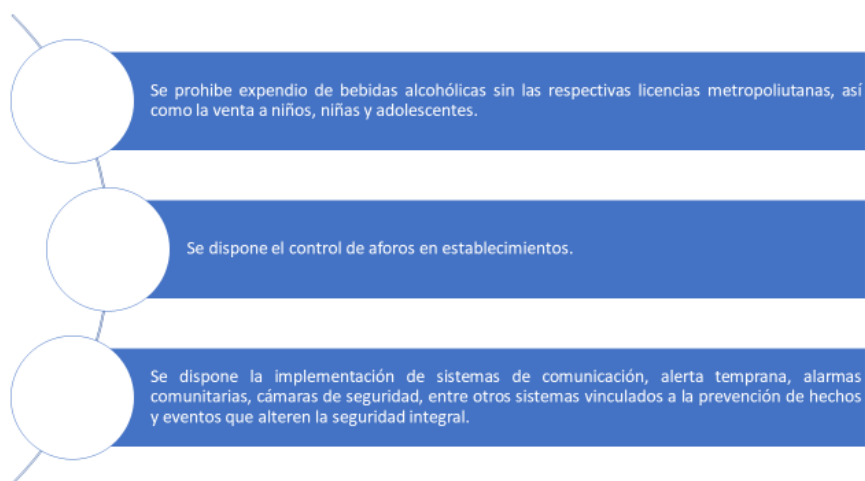 Se prohibe expendio de bebidas alcohólicas sin las respectivas licencias metropoliutanas, así
como la venta a niños, niñas y adolescentes.
Se dispone el control de aforos en establecimientos.
Se dispone la implementación de sistemas de comunicación, alerta temprana, alarmas
comunitarias, cámaras de seguridad, entre otros sistemas vinculados a la prevención de hechos
y eventos que alteren la seguridad integral.